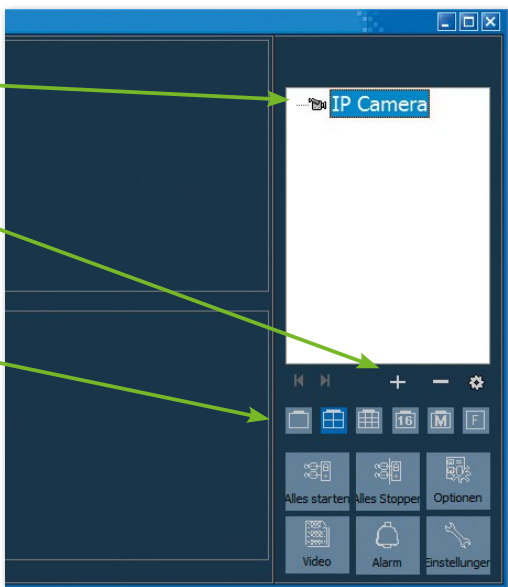 IP Camera
16 M F
Alles starten Alles Stoppen Optionen
Video Alarm Einstellungen